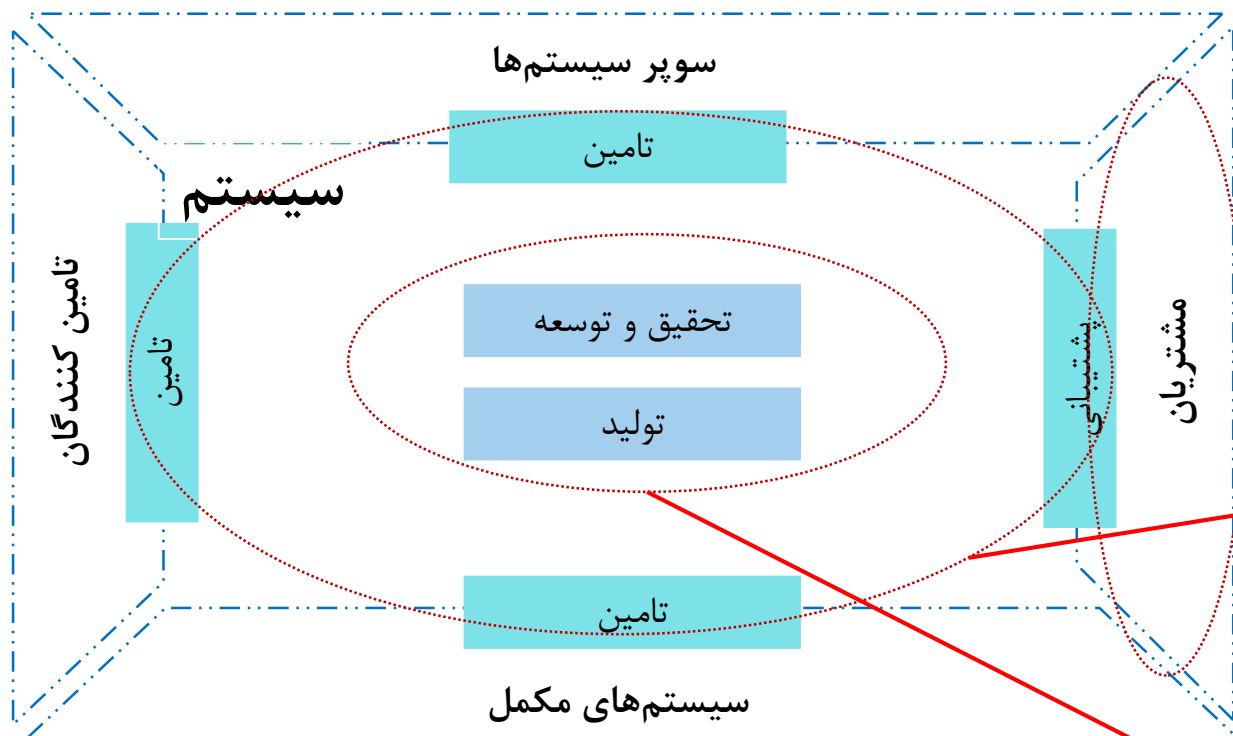 سوپر سیستم‌ها
تامین
سیستم
تامین کنندگان
تامین
تحقیق و توسعه
تولید
پشتیبانی
مشتریان
تامین
سیستم‌های مکمل